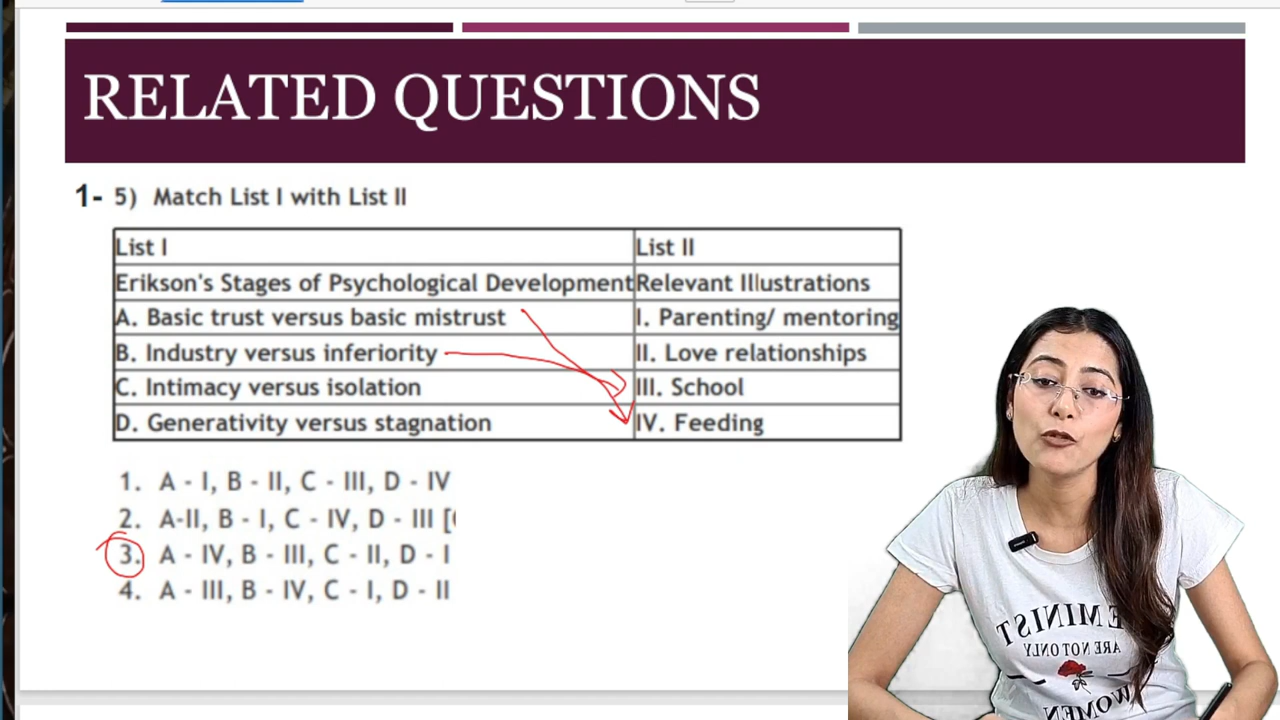 RELATED QUESTIONS
1- 5) Match List I with List II
List I List II
Erikson's Stages of Psychological Development Relevant Illustrations
A. Basic trust versus basic mistrust I. Parenting/ mentoring
B. Industry versus inferiority II. Love relationships
C. Intimacy versus isolation III. School
D. Generativity versus stagnation IV. Feeding
1. A - I, B - II, C - III, D - IV
2. A-II, B - I, C - IV, D - III [
3. A - IV, B - III, C - II, D - I
4. A - III, B - IV, C - I, D - II
EMINIST
ARE NOT ONLY
WOMEN